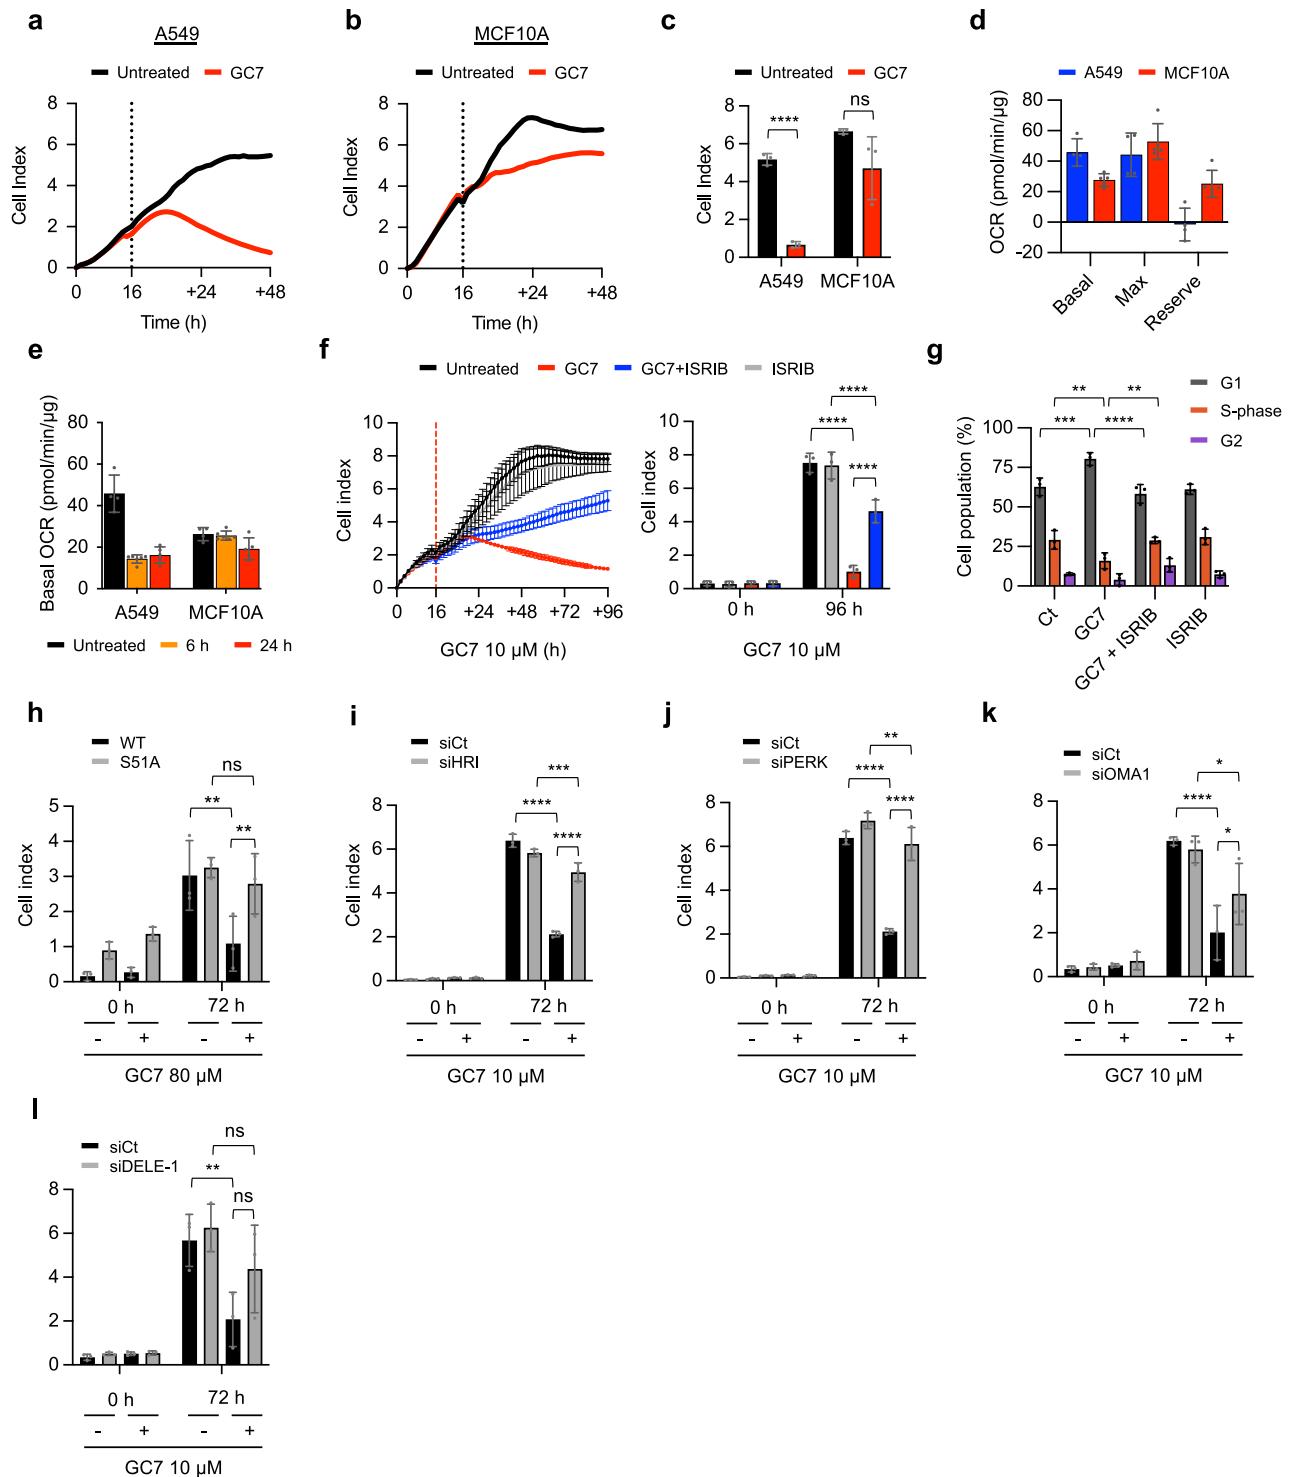 a
A549
Untreated GC7
Cell Index
8
6
4
2
0
0 16 +24 +48
Time (h)
b
MCF10A
Untreated GC7
Cell Index
8
6
4
2
0
0 16 +24 +48
Time (h)
c
Untreated GC7
**** ns
Cell Index
8
6
4
2
0
A549 MCF10A
d
A549 MCF10A
OCR (pmol/min/µg)
80
60
40
20
0
-20
Basal Max Reserve
e
Basal OCR (pmol/min/µg)
80
60
40
20
0
A549 MCF10A
Untreated 6 h 24 h
f
Untreated GC7 GC7+ISRIB ISRIB
Cell index
10
8
6
4
2
0
0 16 +24 +48 +72 +96
GC7 10 µM (h)
Cell index
10
8
6
4
2
0
****
****
****
0 h 96 h
GC7 10 µM
g
G1
S-phase
G2
** **
*** ****
Cell population (%)
100
75
50
25
0
Ct GC7 GC7 + ISRIB ISRIB
h
WT
S51A
ns
**
**
Cell index
5
4
3
2
1
0
0 h 72 h
- + - +
GC7 80 µM
i
siCt
siHRI
***
****
****
Cell index
8
6
4
2
0
0 h 72 h
- + - +
GC7 10 µM
j
siCt
siPERK
**
****
****
Cell index
8
6
4
2
0
0 h 72 h
- + - +
GC7 10 µM
k
siCt
siOMA1
*
****
*
Cell index
8
6
4
2
0
0 h 72 h
- + - +
GC7 10 µM
l
siCt
siDELE-1
ns
**
ns
Cell index
8
6
4
2
0
0 h 72 h
- + - +
GC7 10 µM